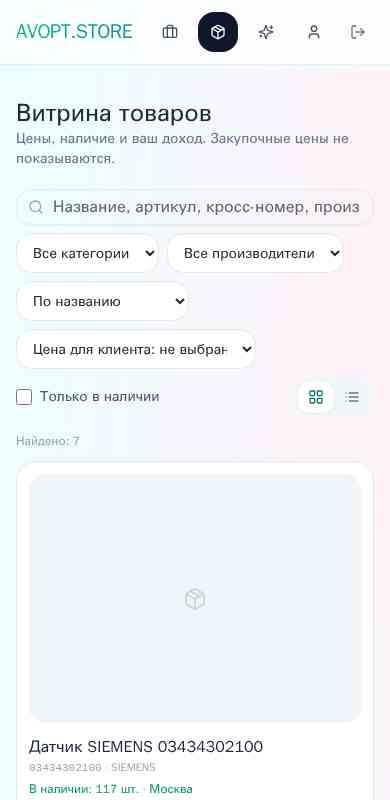 AVOPT.STORE
Витрина товаров
Цены, наличие и ваш доход. Закупочные цены не
показываются.
Название, артикул, кросс-номер, произ
Все категории
Все производители
По названию
Цена для клиента: не выбран
Только в наличии
Найдено: 7
Датчик SIEMENS 03434302100
03434302100 · SIEMENS
В наличии: 117 шт. · Москва